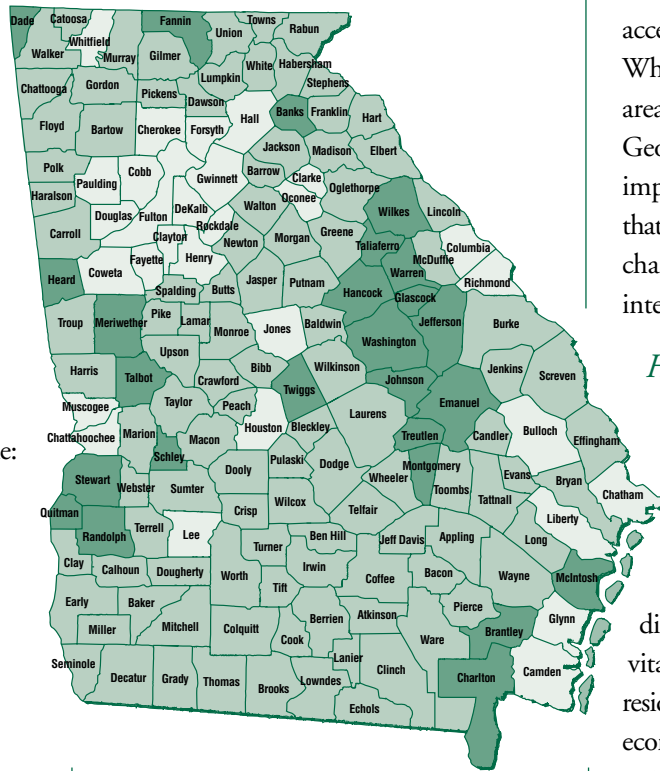 Dade Catoosa Fannin Towns Rabun
Whitfield Union
Walker Murray Gilmer White Habersham
Chattooga Gordon Pickens Lumpkin Stephens
Dawson
Floyd Bartow Cherokee Forsyth Hall Banks Franklin Hart
Jackson Madison Elbert
Polk Paulding Cobb Gwinnett Barrow Clarke Oglethorpe
Haralson Oconee
Douglas Fulton DeKalb Walton Wilkes Lincoln
Carroll Clayton Rockdale Newton Morgan Greene Taliaferro Columbia
Fayette Henry McDuffie
Heard Coweta Warren Richmond
Spalding Butts Jasper Putnam Hancock Glascock
Troup Meriwether Pike Lamar Monroe Jones Baldwin Jefferson Burke
Upson Washington
Harris Talbot Crawford Bibb Wilkinson Johnson Jenkins Screven
Twiggs Emanuel
Muscogee Taylor Peach Laurens
Chattahoochee Marion Macon Houston Bleckley Treutlen Candler Bulloch Effingham
Schley Pulaski Dodge Montgomery
Stewart Webster Sumter Dooly Wheeler Toombs Evans Bryan Chatham
Quitman Crisp Wilcox Telfair Tattnall Liberty
Randolph Terrell Lee Turner Ben Hill Jeff Davis Appling Long
Clay Calhoun Dougherty Worth Irwin Coffee Bacon Wayne McIntosh
Early Baker Tift Pierce
Miller Mitchell Colquitt Berrien Atkinson Ware Brantley Glynn
Cook
Seminole Decatur Grady Thomas Brooks Lanier Clinch Charlton Camden
Lowndes
Echols
e:
acce
Wh
area
Geo
imp
that
cha
inte
di
vita
resid
econ